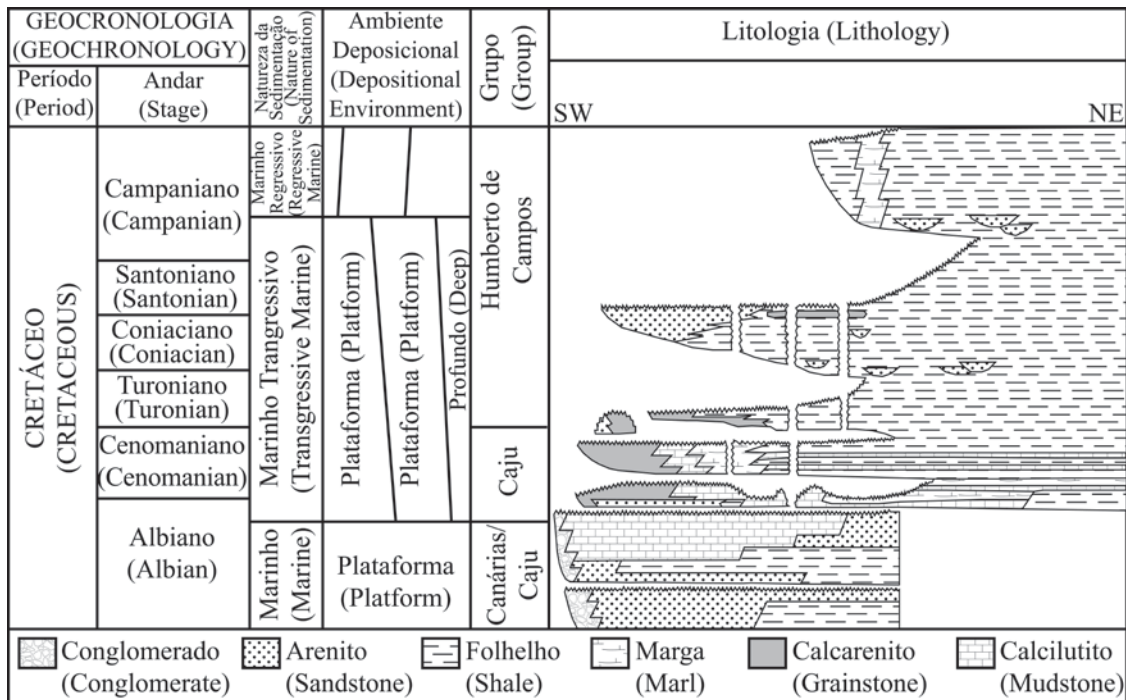 GEOCRONOLOGIA
(GEOCHRONOLOGY)
Período
(Period)
Andar
(Stage)
Natureza da
Sedimentação
(Nature of
Sedimentation)
Ambiente
Deposicional
(Depositional
Environment)
Grupo
(Group)
Litologia (Lithology)
SW
NE
CRETÁCEO
(CRETACEOUS)
Campaniano
(Campanian)
Santoniano
(Santonian)
Coniaciano
(Coniacian)
Turoniano
(Turonian)
Cenomaniano
(Cenomanian)
Albiano
(Albian)
Marinho
Regressivo
(Regressive
Marine)
Marinho Trangressivo
(Transgressive Marine)
Marinho
(Marine)
Plataforma (Platform)
Plataforma (Platform)
Profundo (Deep)
Plataforma
(Platform)
Humberto de
Campos
Caju
Canárias/
Caju
Conglomerado
(Conglomerate)
Arenito
(Sandstone)
Folhelho
(Shale)
Marga
(Marl)
Calcarenito
(Grainstone)
Calcilutito
(Mudstone)